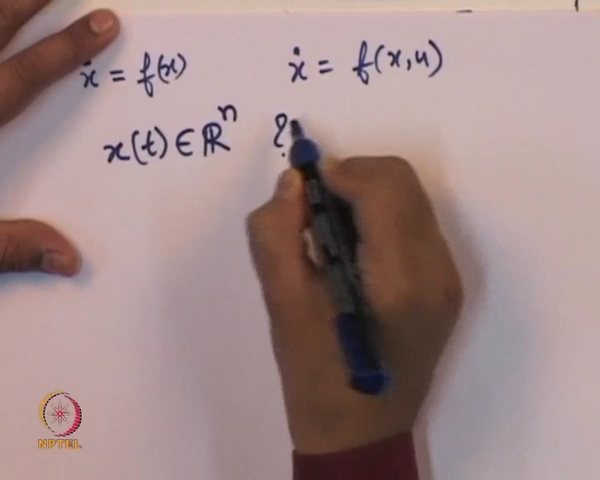 ẋ = f(x) ẋ = f(x,u)
x(t) ∈ ℝⁿ ?
NPTEL